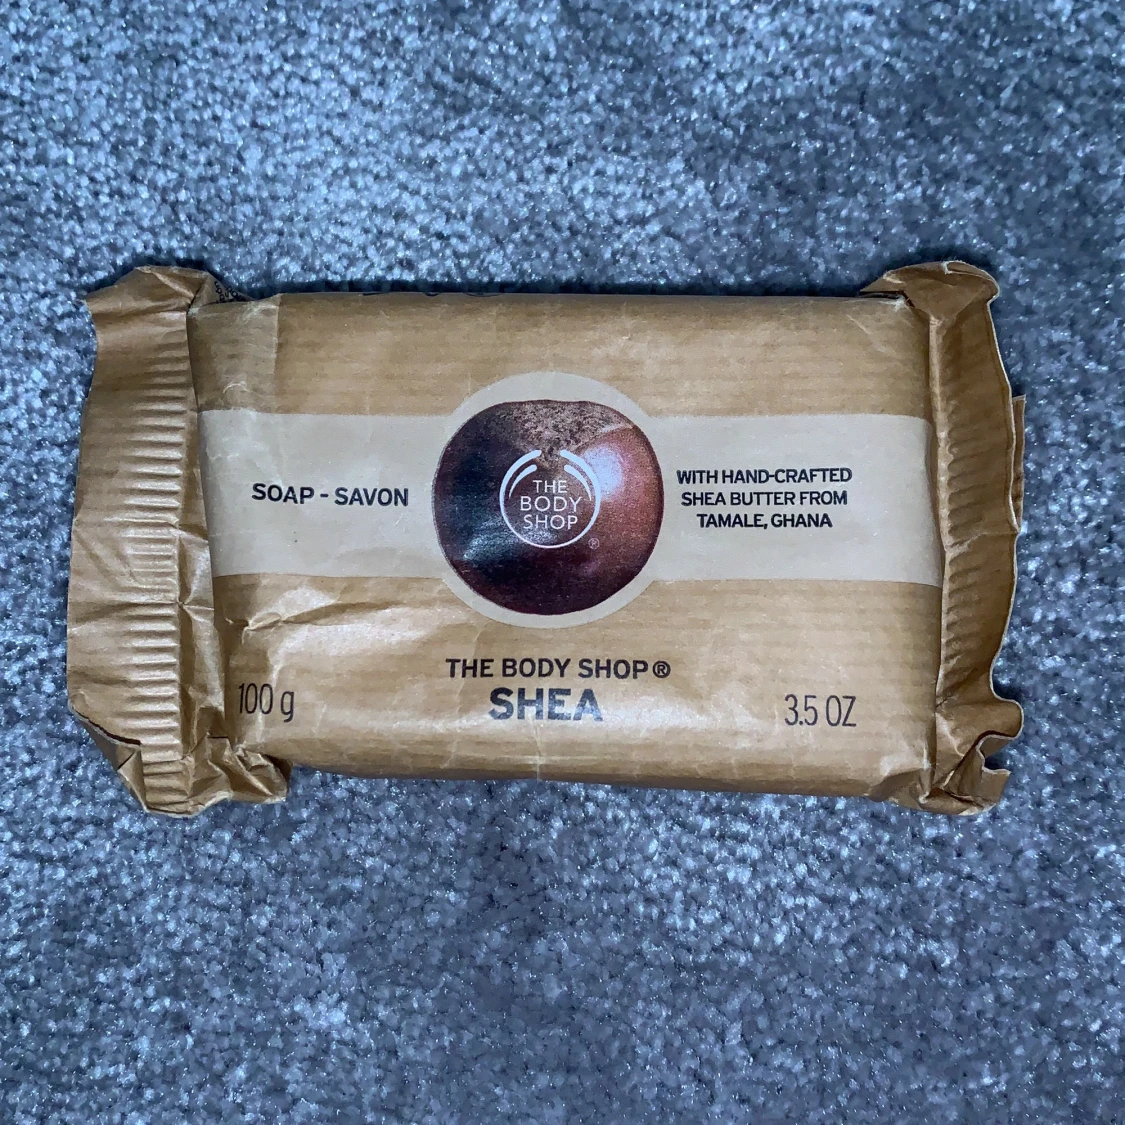 SOAP - SAVON
THE
BODY
SHOP
®
WITH HAND-CRAFTED
SHEA BUTTER FROM
TAMALE, GHANA
THE BODY SHOP®
SHEA
100 g
3.5 OZ